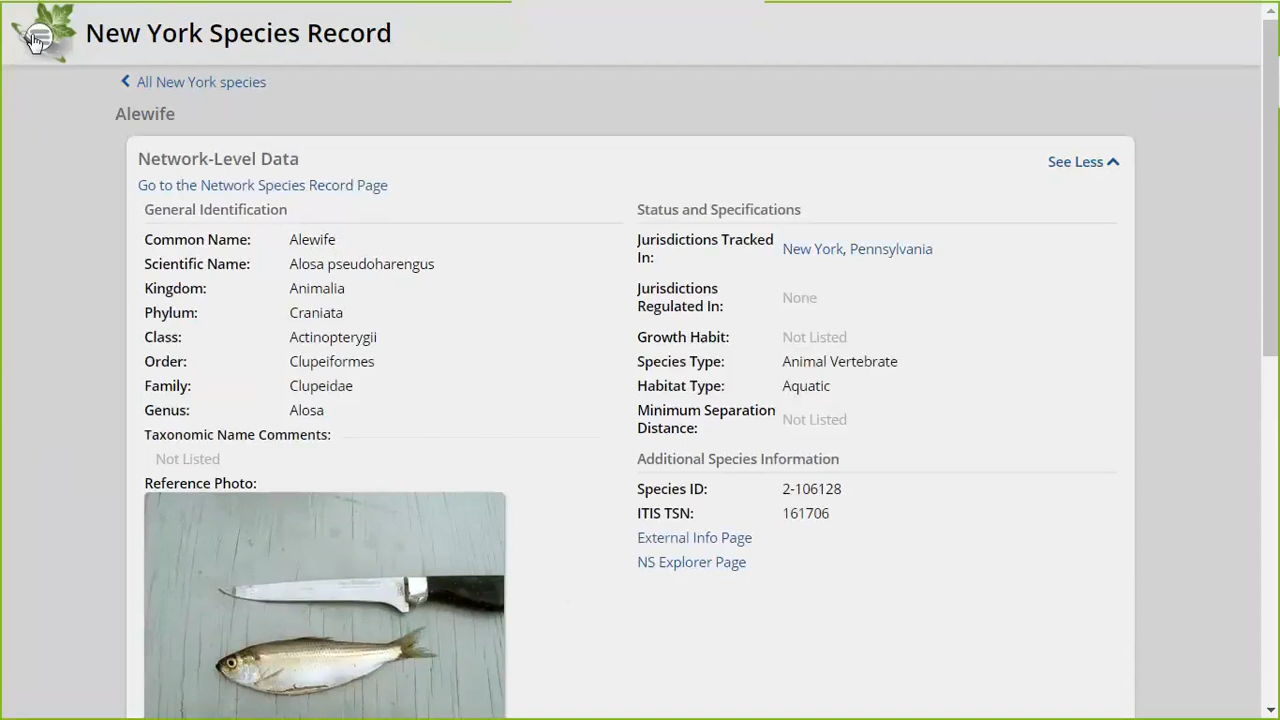 New York Species Record
All New York species
Alewife
Network-Level Data
See Less
Go to the Network Species Record Page
General Identification
Common Name: Alewife
Scientific Name: Alosa pseudoharengus
Kingdom: Animalia
Phylum: Craniata
Class: Actinopterygii
Order: Clupeiformes
Family: Clupeidae
Genus: Alosa
Taxonomic Name Comments:
Not Listed
Reference Photo:
Status and Specifications
Jurisdictions Tracked
In: New York, Pennsylvania
Jurisdictions
Regulated In: None
Growth Habit: Not Listed
Species Type: Animal Vertebrate
Habitat Type: Aquatic
Minimum Separation
Distance: Not Listed
Additional Species Information
Species ID: 2-106128
ITIS TSN: 161706
External Info Page
NS Explorer Page